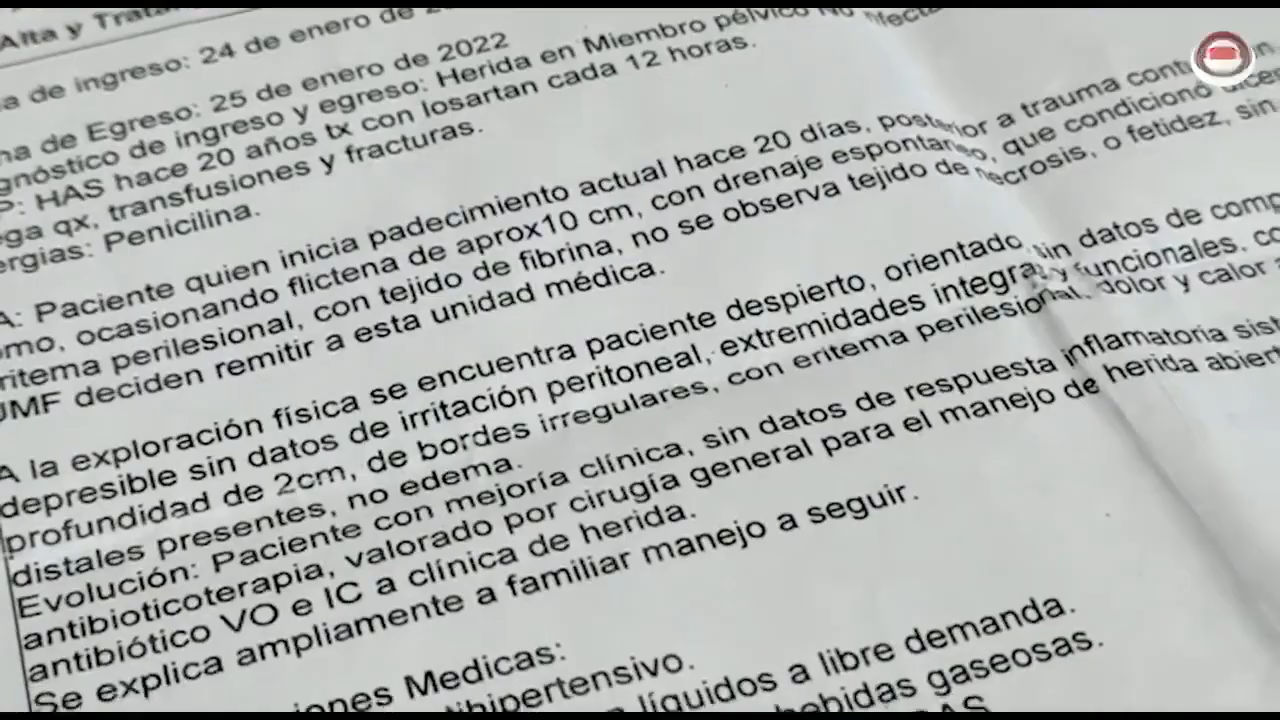 Alta y Trata
a de ingreso: 24 de enero de
na de Egreso: 25 de enero de 2022
gnóstico de ingreso y egreso: Herida en Miembro pélvico No
P: HAS hace 20 años tx con losartan cada 12 horas.
ega qx, transfusiones y fracturas.
ergias: Penicilina.
A: Paciente quien inicia padecimiento actual hace 20 días, posterior a trauma
omo, ocasionando flictena de aprox10 cm, con drenaje espontaneo, que condicionó
ritema perilesional, con tejido de fibrina, no se observa tejido de necrosis, o fetidez, sin
UMF deciden remitir a esta unidad médica.
A la exploración física se encuentra paciente despierto, orientado, sin datos de comp
depresible sin datos de irritación peritoneal, extremidades integras y funcionales, co
profundidad de 2cm, de bordes irregulares, con eritema perilesional, dolor y calor a
distales presentes, no edema.
Evolución: Paciente con mejoría clínica, sin datos de respuesta inflamatoria sist
antibioticoterapia, valorado por cirugía general para el manejo de herida abiert
antibiótico VO e IC a clínica de herida.
Se explica ampliamente a familiar manejo a seguir.
iones Medicas:
tihipertensivo.
líquidos a libre demanda.
bebidas gaseosas.